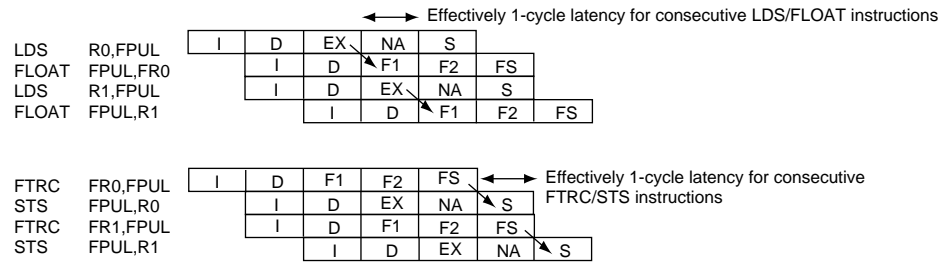 Effectively 1-cycle latency for consecutive LDS/FLOAT instructions
LDS R0,FPUL I D EX NA S
FLOAT FPUL,FR0 I D F1 F2 FS
LDS R1,FPUL I D EX NA S
FLOAT FPUL,R1 I D F1 F2 FS
FTRC FR0,FPUL I D F1 F2 FS Effectively 1-cycle latency for consecutive
FTRC/STS instructions
STS FPUL,R0 I D EX NA S
FTRC FR1,FPUL I D F1 F2 FS
STS FPUL,R1 I D EX NA S